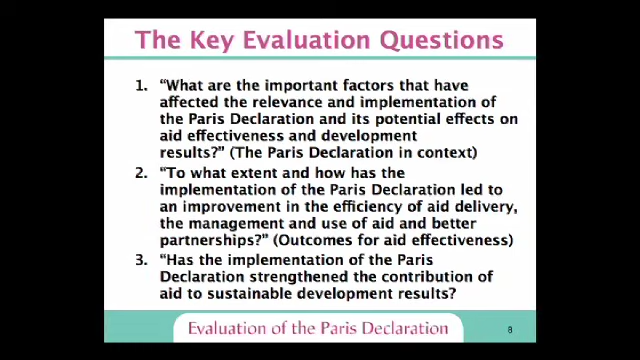 The Key Evaluation Questions
1. “What are the important factors that have
affected the relevance and implementation of
the Paris Declaration and its potential effects on
aid effectiveness and development
results?” (The Paris Declaration in context)
2. “To what extent and how has the
implementation of the Paris Declaration led to
an improvement in the efficiency of aid delivery,
the management and use of aid and better
partnerships?” (Outcomes for aid effectiveness)
3. “Has the implementation of the Paris
Declaration strengthened the contribution of
aid to sustainable development results?
Evaluation of the Paris Declaration
8